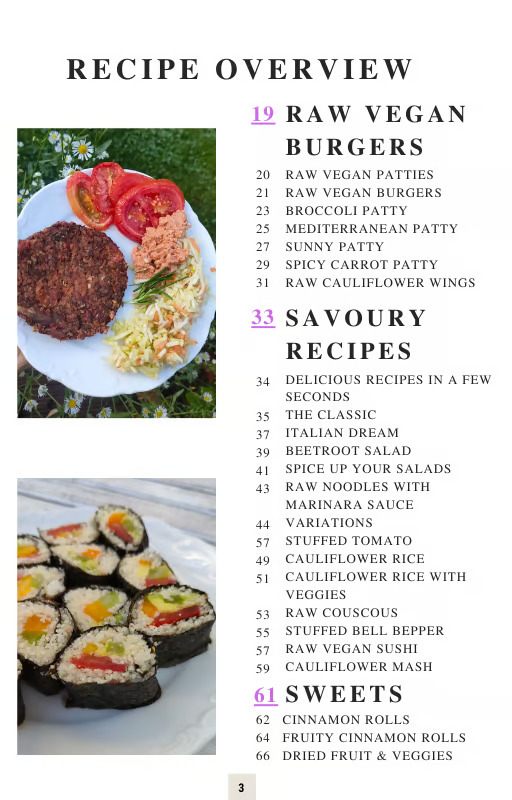 RECIPE OVERVIEW
19 RAW VEGAN
BURGERS
20 RAW VEGAN PATTIES
21 RAW VEGAN BURGERS
23 BROCCOLI PATTY
25 MEDITERRANEAN PATTY
27 SUNNY PATTY
29 SPICY CARROT PATTY
31 RAW CAULIFLOWER WINGS
33 SAVOURY
RECIPES
34 DELICIOUS RECIPES IN A FEW
SECONDS
35 THE CLASSIC
37 ITALIAN DREAM
39 BEETROOT SALAD
41 SPICE UP YOUR SALADS
43 RAW NOODLES WITH
MARINARA SAUCE
44 VARIATIONS
57 STUFFED TOMATO
49 CAULIFLOWER RICE
51 CAULIFLOWER RICE WITH
VEGGIES
53 RAW COUSCOUS
55 STUFFED BELL BEPPER
57 RAW VEGAN SUSHI
59 CAULIFLOWER MASH
61 SWEETS
62 CINNAMON ROLLS
64 FRUITY CINNAMON ROLLS
66 DRIED FRUIT & VEGGIES
3